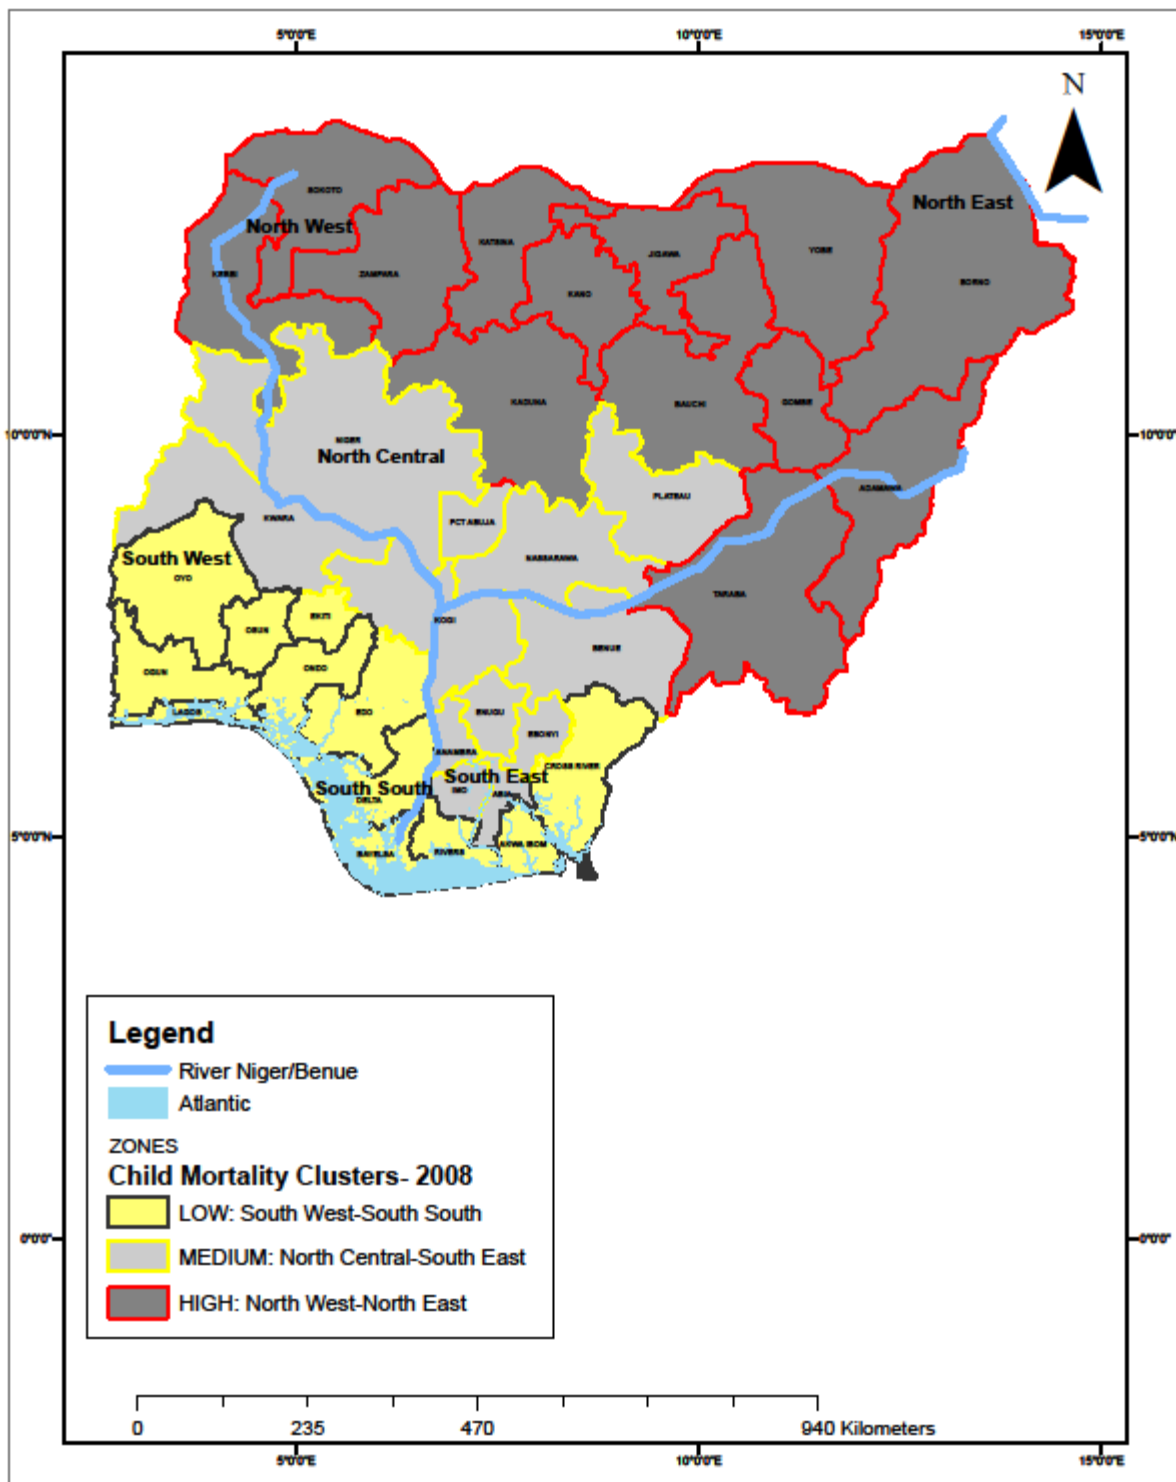 5°0'0"E
10°0'0"E
15°0'0"E
N
SOKOTO
North West
KEBBI
ZAMFARA
KATSINA
KANO
JIGAWA
YOBE
North East
BORNO
KADUNA
BAUCHI
GOMBE
10°0'0"N
10°0'0"N
NIGER
North Central
ADAMAWA
PLATEAU
KWARA
FCT ABUJA
NASSARAWA
South West
OYO
TARABA
OSUN
EKITI
KOGI
BENUE
OGUN
ONDO
LAGOS
EDO
ENUGU
EBONYI
ANAMBRA
CROSS RIVER
South East
South South
IMO
ABIA
DELTA
5°0'0"N
5°0'0"N
BAYELSA
RIVERS
AKWA IBOM
Legend
River Niger/Benue
Atlantic
ZONES
Child Mortality Clusters- 2008
LOW: South West-South South
MEDIUM: North Central-South East
HIGH: North West-North East
0°0'0"
0°0'0"
0
235
470
940 Kilometers
5°0'0"E
10°0'0"E
15°0'0"E